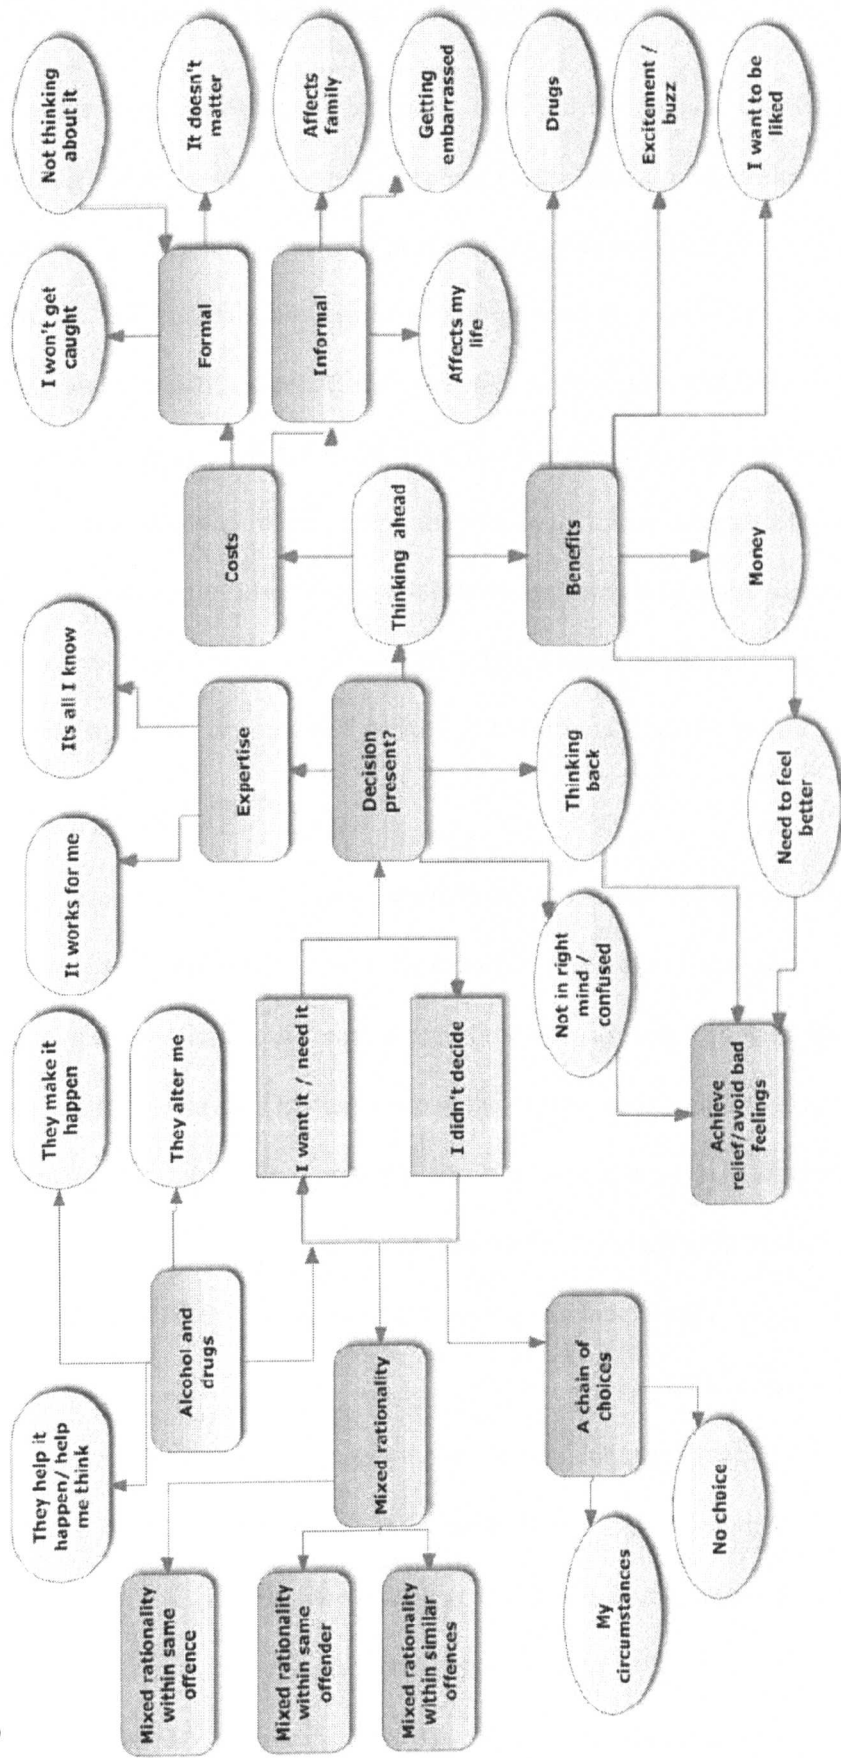 They help it
happen/ help
me think
They make it
happen
They alter me
Alcohol and
drugs
It works for me
Its all I know
Expertise
I won't get
caught
Not thinking
about it
It doesn't
matter
Formal
Affects
family
Getting
embarrassed
Informal
Affects my
life
Costs
Thinking ahead
Decision
present?
I want it / need it
I didn't decide
Mixed rationality
within same
offence
Mixed rationality
within same
offender
Mixed rationality
within similar
offences
Mixed rationality
A chain of
choices
My
circumstances
No choice
Not in right
mind /
confused
Thinking
back
Achieve
relief/avoid bad
feelings
Need to feel
better
Benefits
Money
Drugs
Excitement /
buzz
I want to be
liked